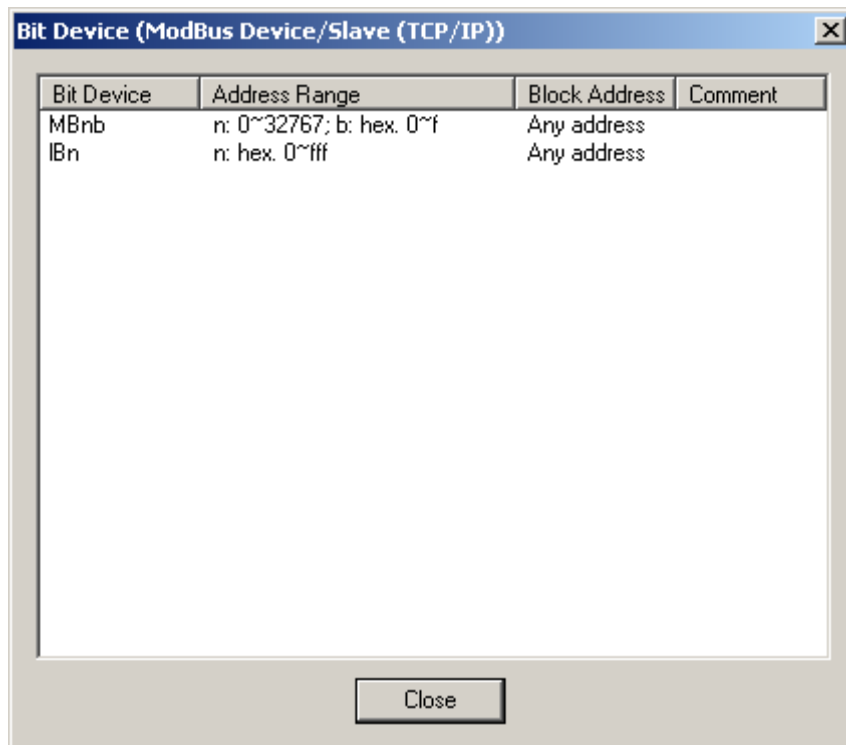 Bit Device (ModBus Device/Slave (TCP/IP))
Bit Device Address Range Block Address Comment
MBnb n: 0~32767; b: hex. 0~f Any address
IBn n: hex. 0~fff Any address
Close